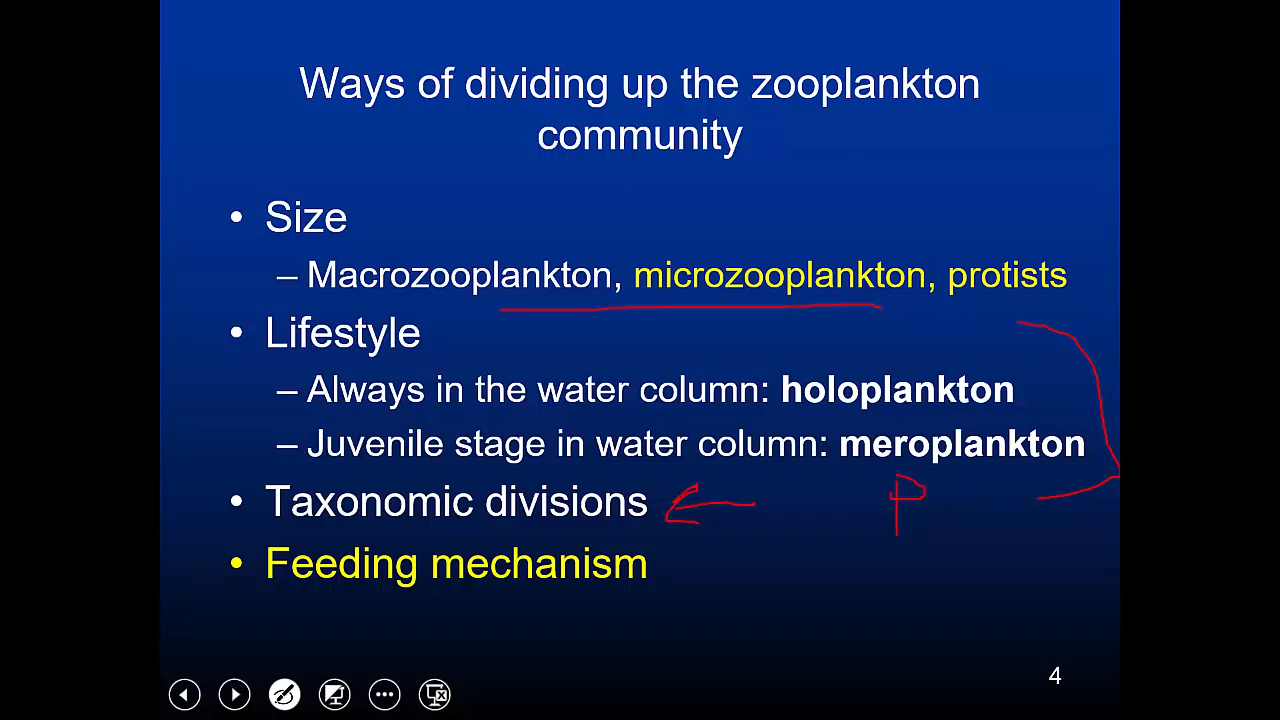 Ways of dividing up the zooplankton
community
• Size
– Macrozooplankton, microzooplankton, protists
• Lifestyle
– Always in the water column: holoplankton
– Juvenile stage in water column: meroplankton
• Taxonomic divisions
P
• Feeding mechanism
4